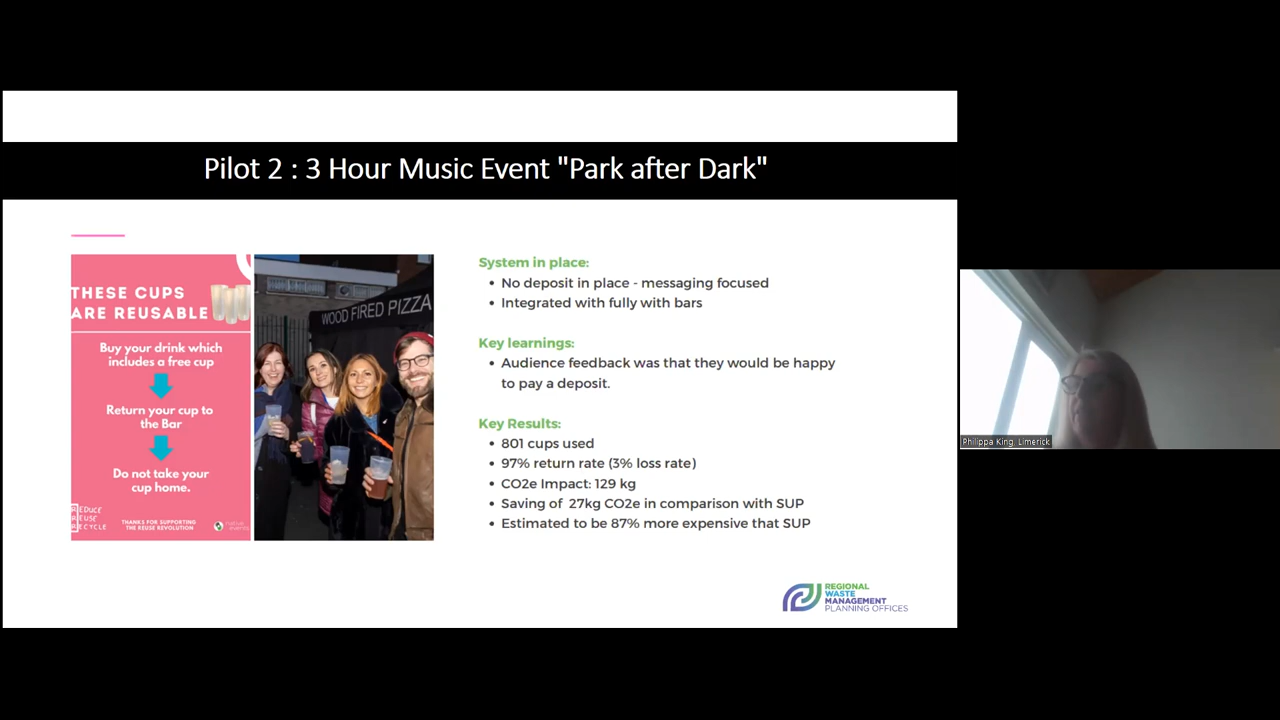 Pilot 2 : 3 Hour Music Event "Park after Dark"
THESE CUPS
ARE REUSABLE
Buy your drink which
includes a free cup
Return your cup to
the Bar
Do not take your
cup home.
REDUCE
REUSE
RECYCLE
THANKS FOR SUPPORTING
THE REUSE REVOLUTION
native
events
WOOD FIRED PIZZA
System in place:
• No deposit in place - messaging focused
• Integrated with fully with bars
Key learnings:
• Audience feedback was that they would be happy
to pay a deposit.
Key Results:
• 801 cups used
• 97% return rate (3% loss rate)
• CO2e Impact: 129 kg
• Saving of 27kg CO2e in comparison with SUP
• Estimated to be 87% more expensive that SUP
REGIONAL
WASTE
MANAGEMENT
PLANNING OFFICES
Philippa King, Limerick